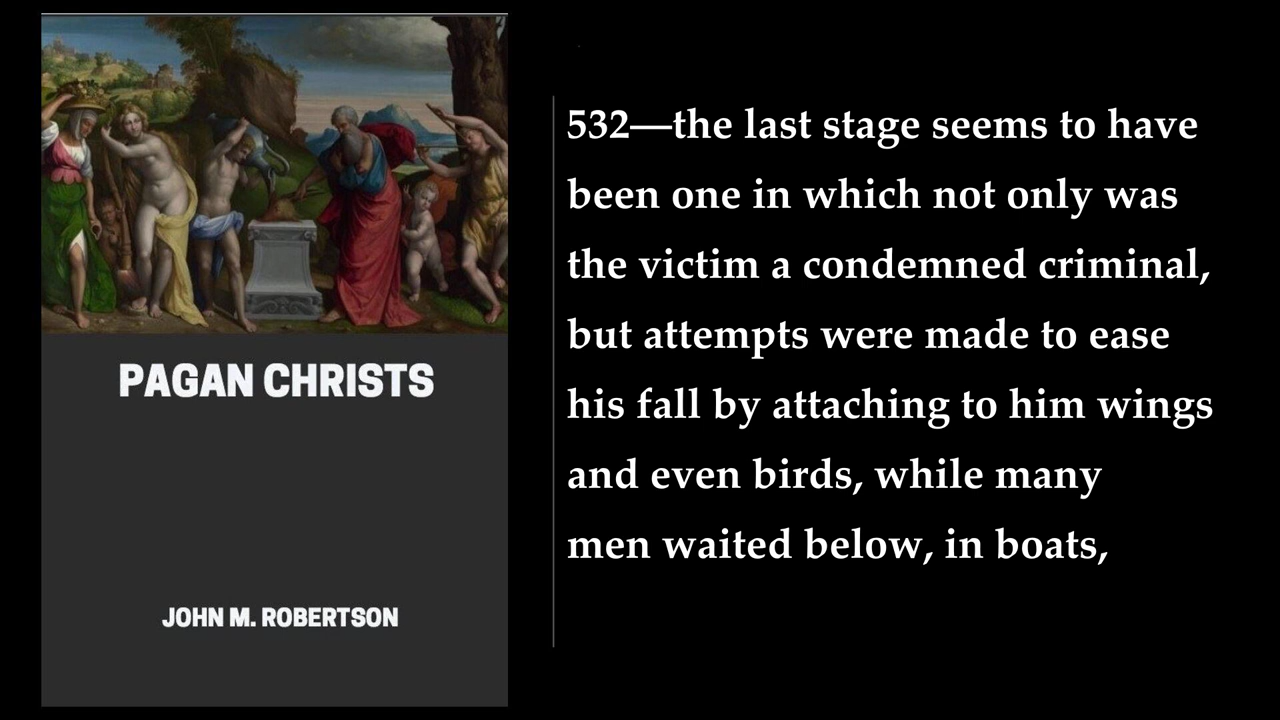 PAGAN CHRISTS
JOHN M. ROBERTSON
532—the last stage seems to have
been one in which not only was
the victim a condemned criminal,
but attempts were made to ease
his fall by attaching to him wings
and even birds, while many
men waited below, in boats,